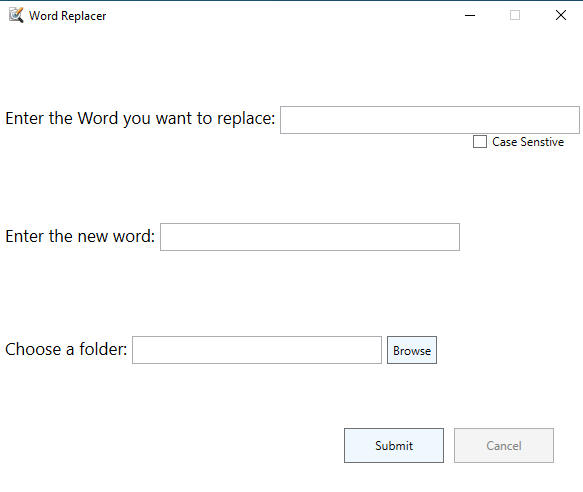 Word Replacer
Enter the Word you want to replace:
Case Senstive
Enter the new word:
Choose a folder:
Browse
Submit
Cancel